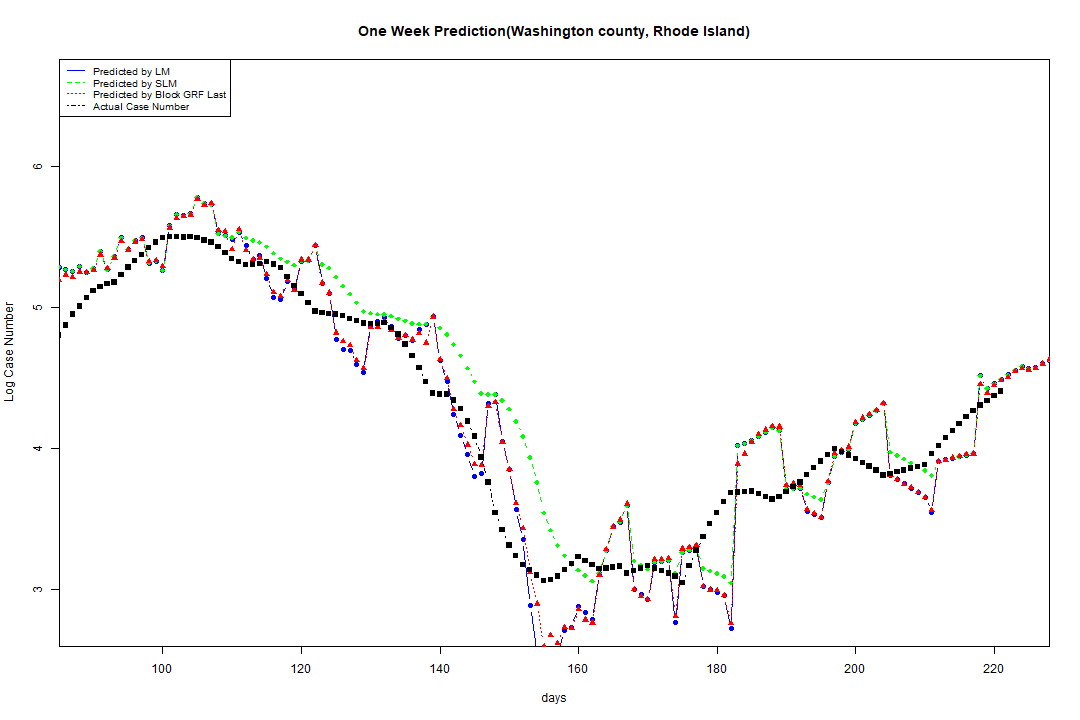 One Week Prediction(Washington county, Rhode Island)
Predicted by LM
Predicted by SLM
Predicted by Block GRF Last
Actual Case Number
6
5
4
3
Log Case Number
100 120 140 160 180 200 220
days